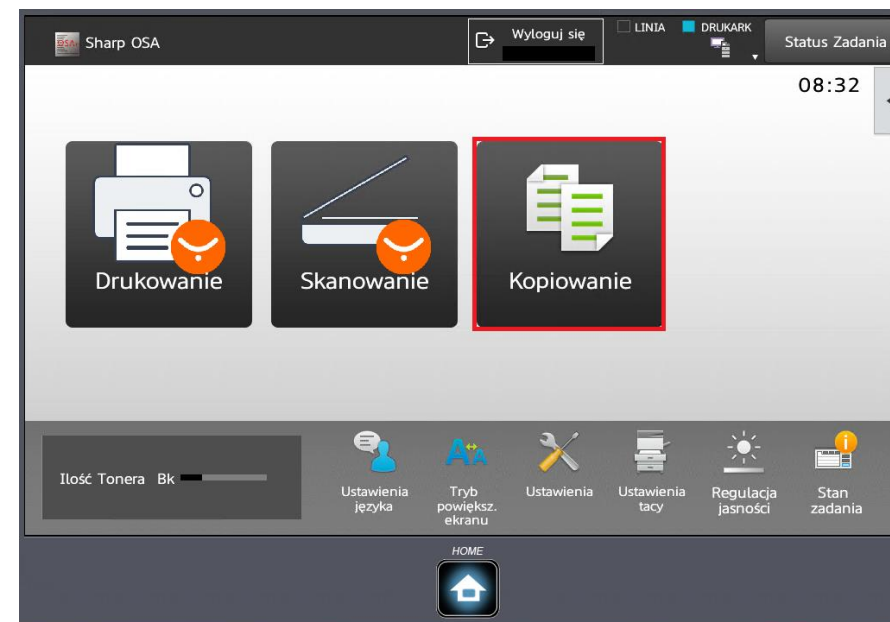 OSA
Sharp OSA
Wyloguj się
LINIA
DRUKARK
Status Zadania
08:32
Drukowanie
Skanowanie
Kopiowanie
Ilość Tonera Bk
Ustawienia
języka
Tryb
powiększ.
ekranu
Ustawienia
Ustawienia
tacy
Regulacja
jasności
Stan
zadania
HOME